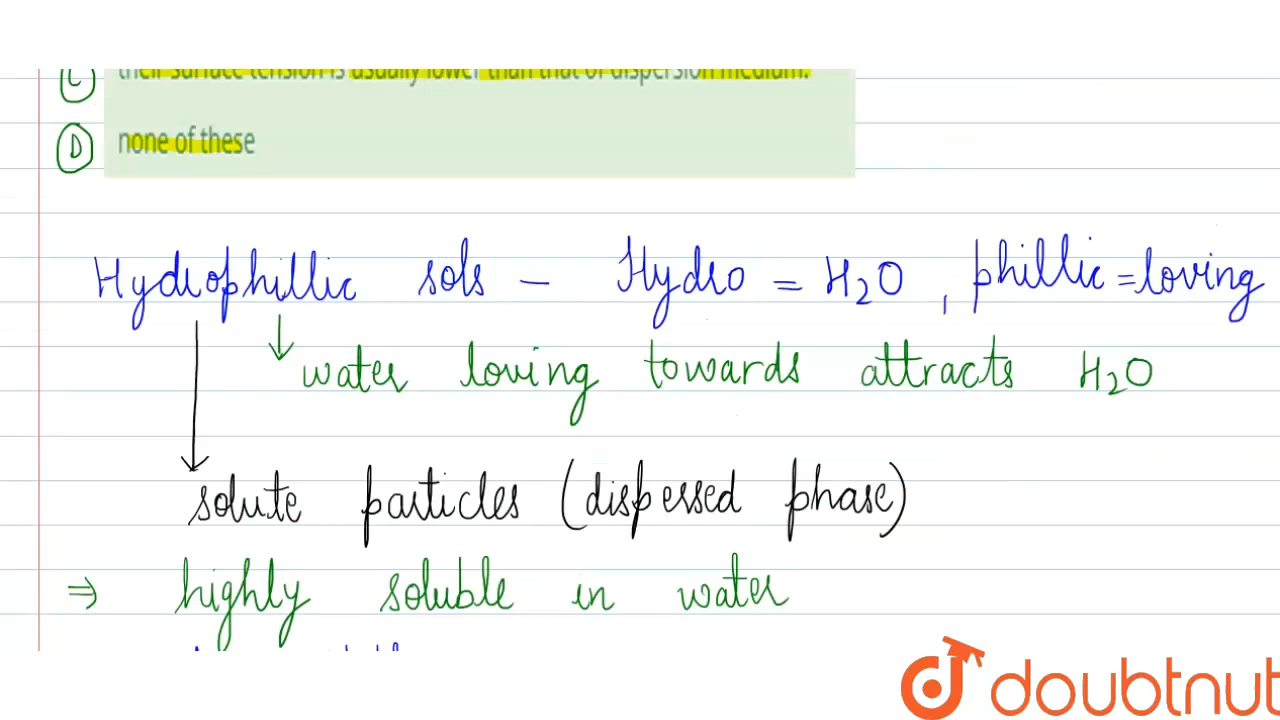 C their surface tension is usually lower than that of dispersion medium.
D none of these
Hydrophillic sols - Hydro = H2O, phillic = loving
water loving towards attracts H2O
solute particles (dispessed phase)
⇒ highly soluble in water
doubtnut